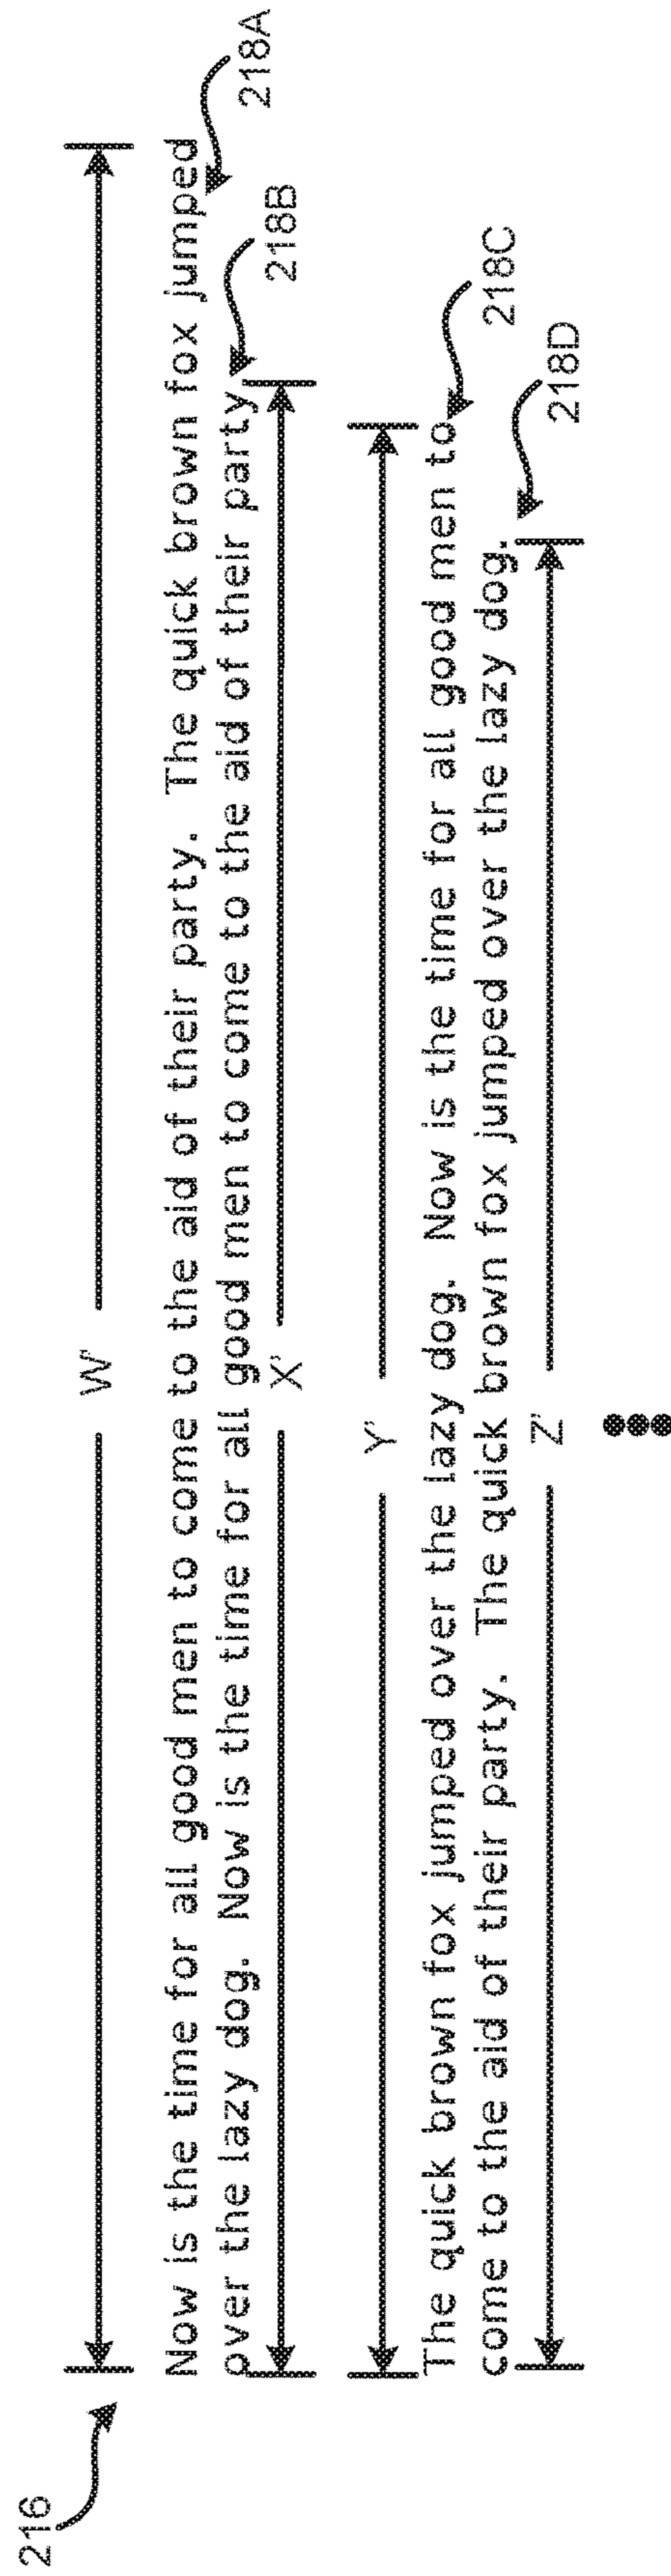 216
W'
Now is the time for all good men to come to the aid of their party. The quick brown fox jumped
218A
over the lazy dog. Now is the time for all good men to come to the aid of their party
218B
X'
Y'
The quick brown fox jumped over the lazy dog. Now is the time for all good men to
218C
come to the aid of their party. The quick brown fox jumped over the lazy dog.
218D
Z'